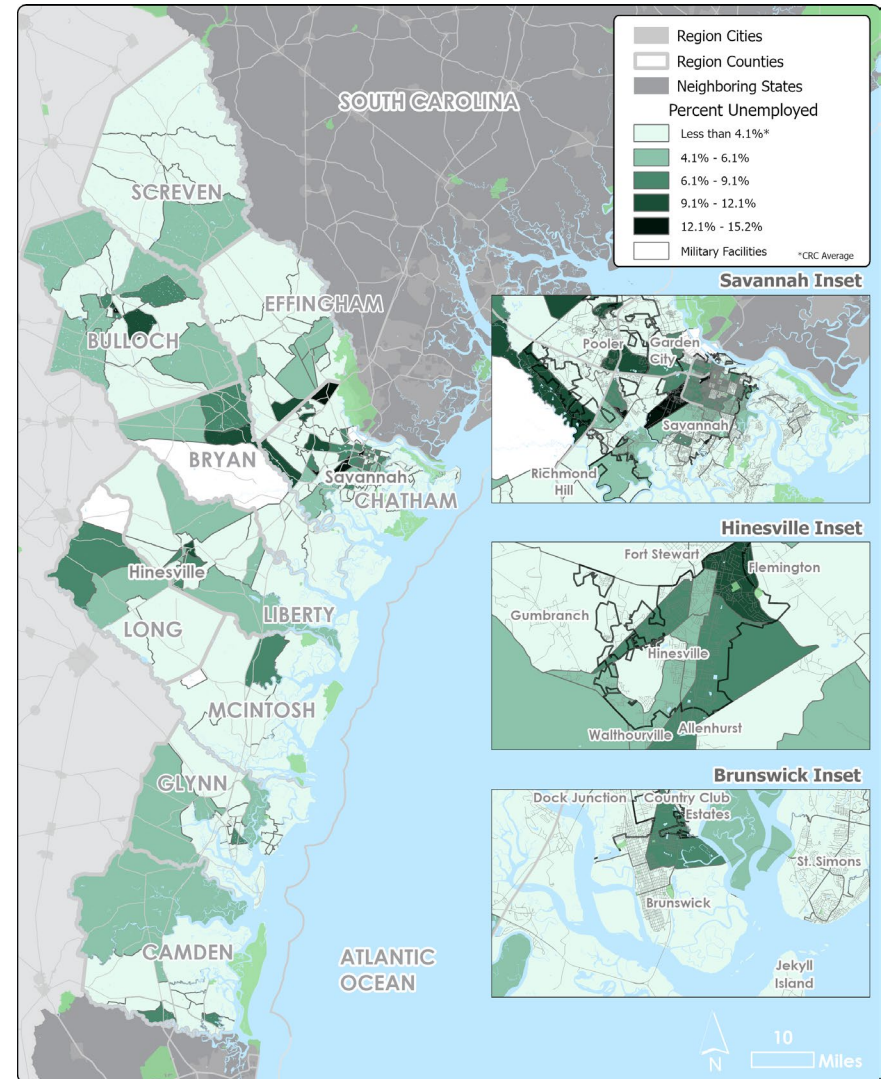 Region Cities
Region Counties
Neighboring States
Percent Unemployed
Less than 4.1%*
4.1% - 6.1%
6.1% - 9.1%
9.1% - 12.1%
12.1% - 15.2%
Military Facilities
*CRC Average
SOUTH CAROLINA
SCREVEN
EFFINGHAM
BULLOCH
BRYAN
Savannah
CHATHAM
Hinesville
LIBERTY
LONG
MCINTOSH
GLYNN
CAMDEN
ATLANTIC
OCEAN
Savannah Inset
Pooler
Garden
City
Savannah
Richmond
Hill
Hinesville Inset
Fort Stewart
Flemington
Gumbranch
Hinesville
Walthourville
Allenhurst
Brunswick Inset
Dock Junction
Country Club
Estates
St. Simons
Brunswick
Jekyll
Island
N
10
Miles